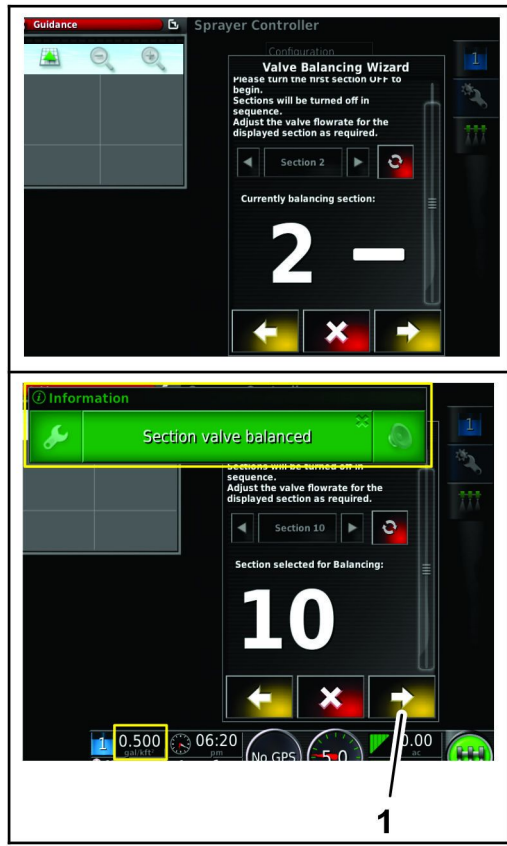 Guidance
Sprayer Controller
Configuration
1
Valve Balancing Wizard
Please turn the first section OFF to
begin.
Sections will be turned off in
sequence.
Adjust the valve flowrate for the
displayed section as required.
Section 2
Currently balancing section:
2 –
Information
Section valve balanced
1
Sections will be turned off in
sequence.
Adjust the valve flowrate for the
displayed section as required.
Section 10
Section selected for Balancing:
10
1 0.500 06:20 5.0 0.00
gal/kft² pm No GPS ac
1